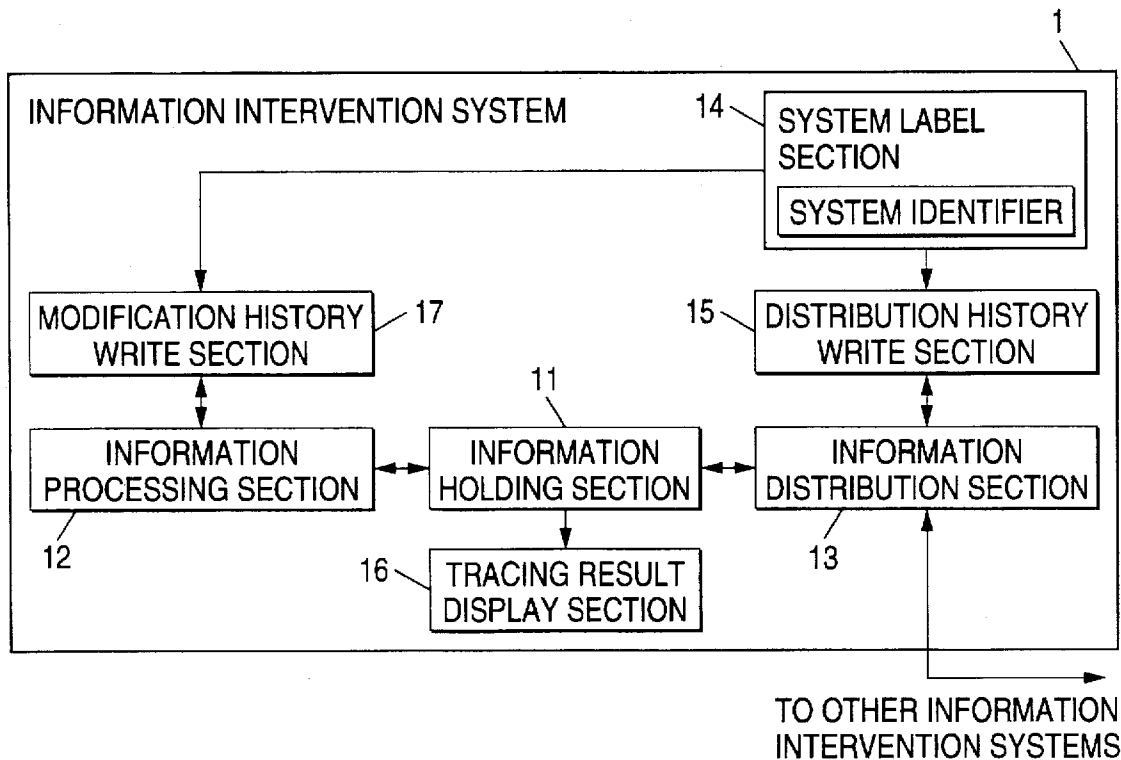 1
INFORMATION INTERVENTION SYSTEM
14
SYSTEM LABEL
SECTION
SYSTEM IDENTIFIER
MODIFICATION HISTORY
WRITE SECTION
17
15
DISTRIBUTION HISTORY
WRITE SECTION
11
INFORMATION
PROCESSING SECTION
INFORMATION
HOLDING SECTION
INFORMATION
DISTRIBUTION SECTION
12
16
TRACING RESULT
DISPLAY SECTION
13
TO OTHER INFORMATION
INTERVENTION SYSTEMS